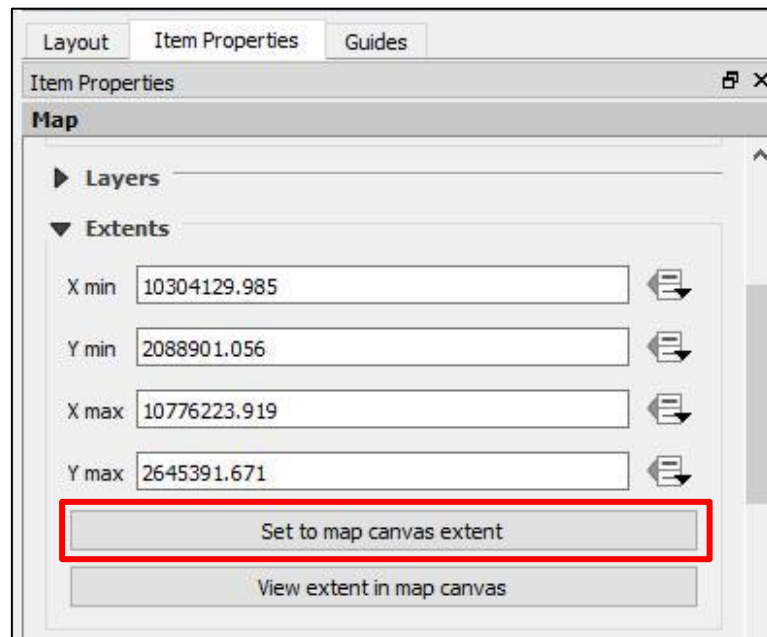 Layout Item Properties Guides
Item Properties
Map
Layers
Extents
X min 10304129.985
Y min 2088901.056
X max 10776223.919
Y max 2645391.671
Set to map canvas extent
View extent in map canvas